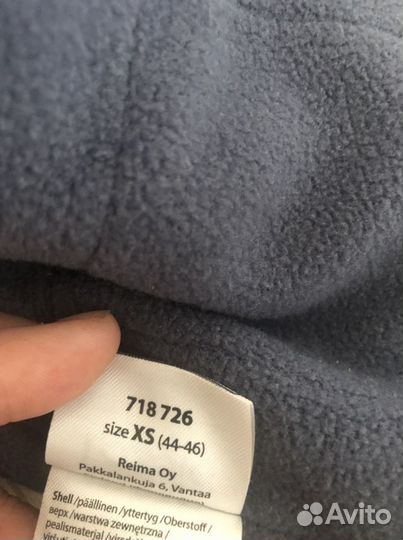 718 726
size XS (44-46)
Reima Oy
Pakkalankuja 6, Vantaa
Shell /päällinen /yttertyg /Oberstoff /
верх /warstwa zewnętrzna /
pealismaterjal /
Avito